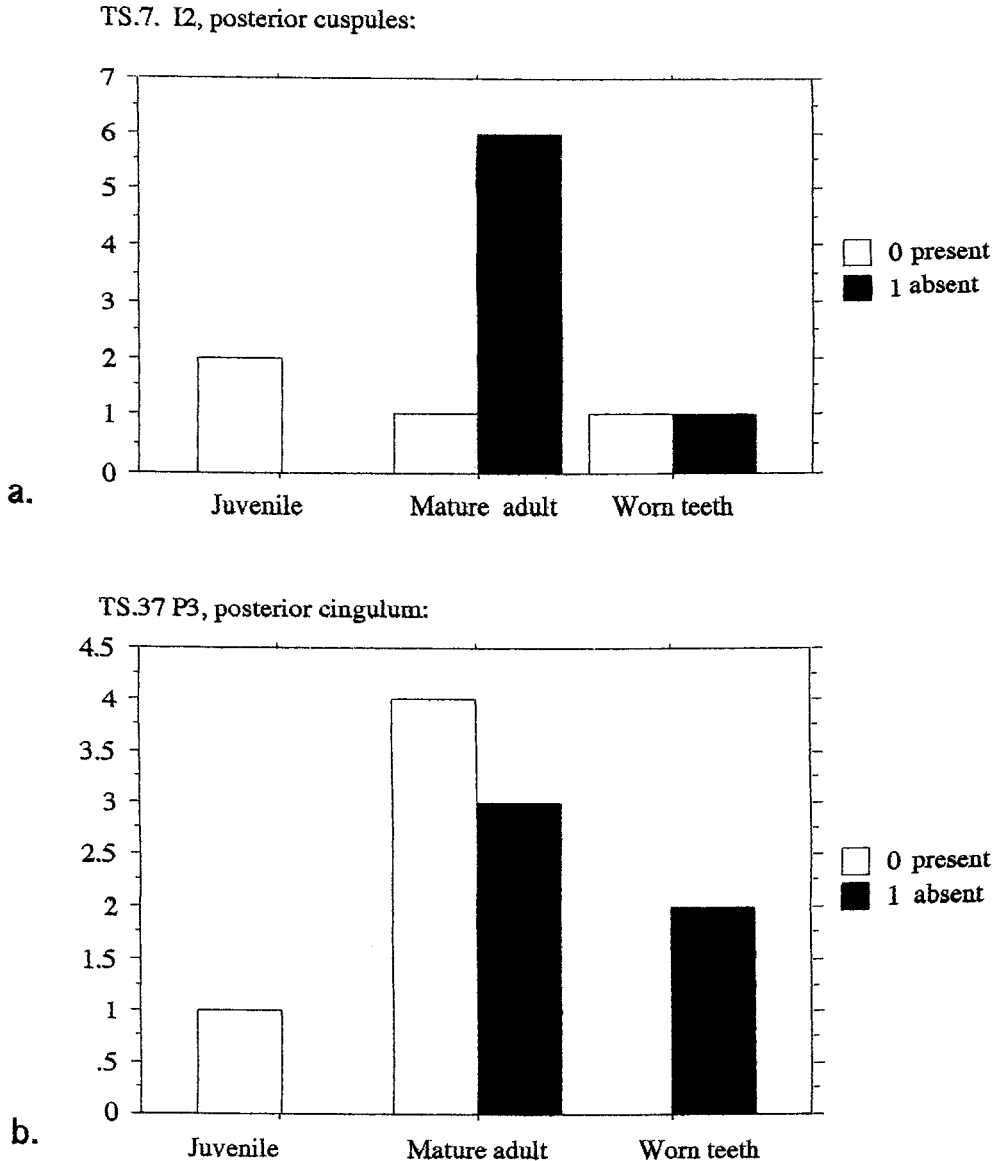 TS.7. I2, posterior cuspules:
7
6
5
4
3
2
1
0
Juvenile Mature adult Worn teeth
0 present
1 absent
a.
TS.37 P3, posterior cingulum:
4.5
4
3.5
3
2.5
2
1.5
1
.5
0
Juvenile Mature adult Worn teeth
0 present
1 absent
b.